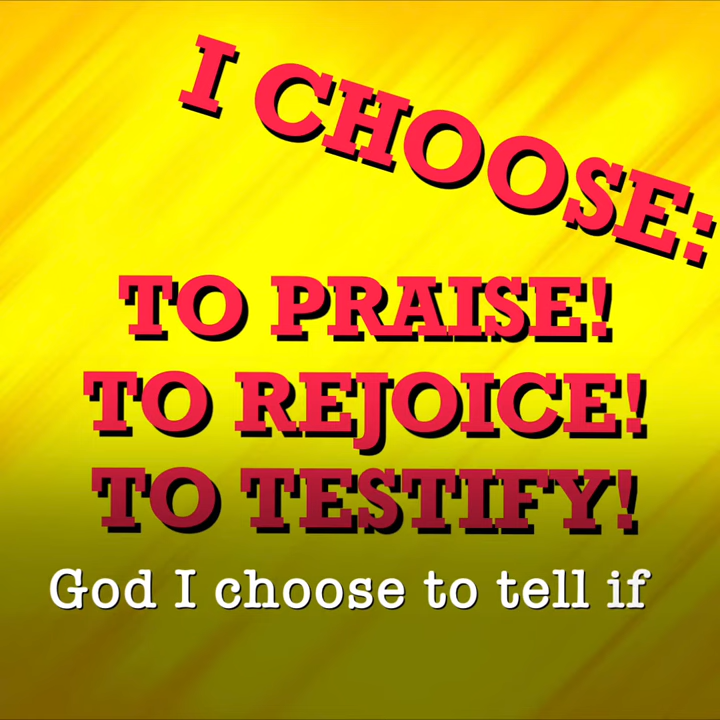 I CHOOSE:
TO PRAISE!
TO REJOICE!
TO TESTIFY!
God I choose to tell if